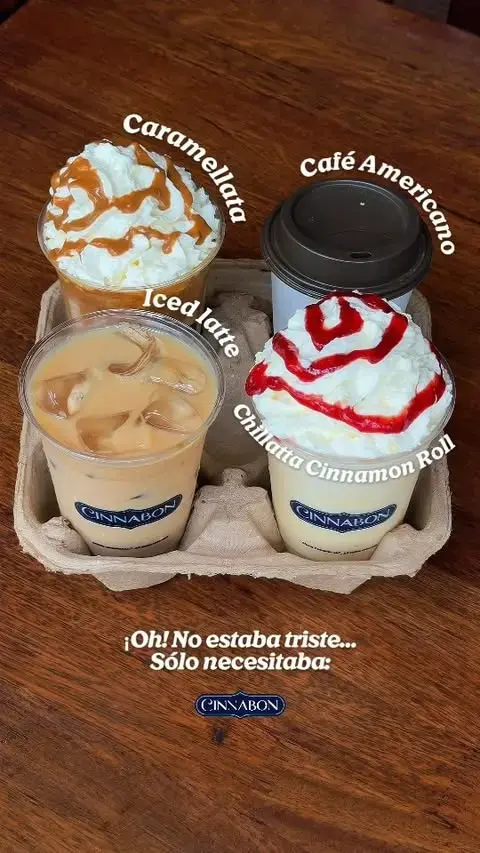 Caramellata
Café Americano
Iced latte
Chillatta Cinnamon Roll
CINNABON
CINNABON
¡Oh! No estaba triste...
Sólo necesitaba:
CINNABON